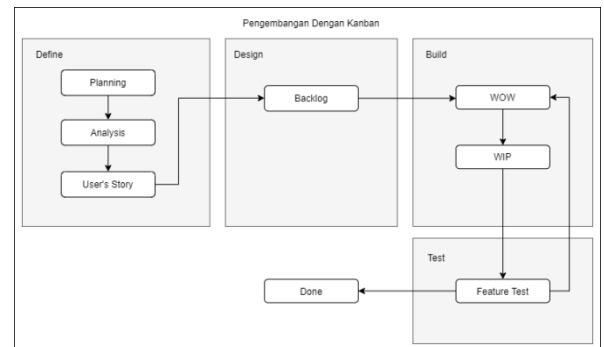 Pengembangan Dengan Kanban
Define
Design
Build
Planning
Backlog
WOW
Analysis
WIP
User's Story
Test
Done
Feature Test